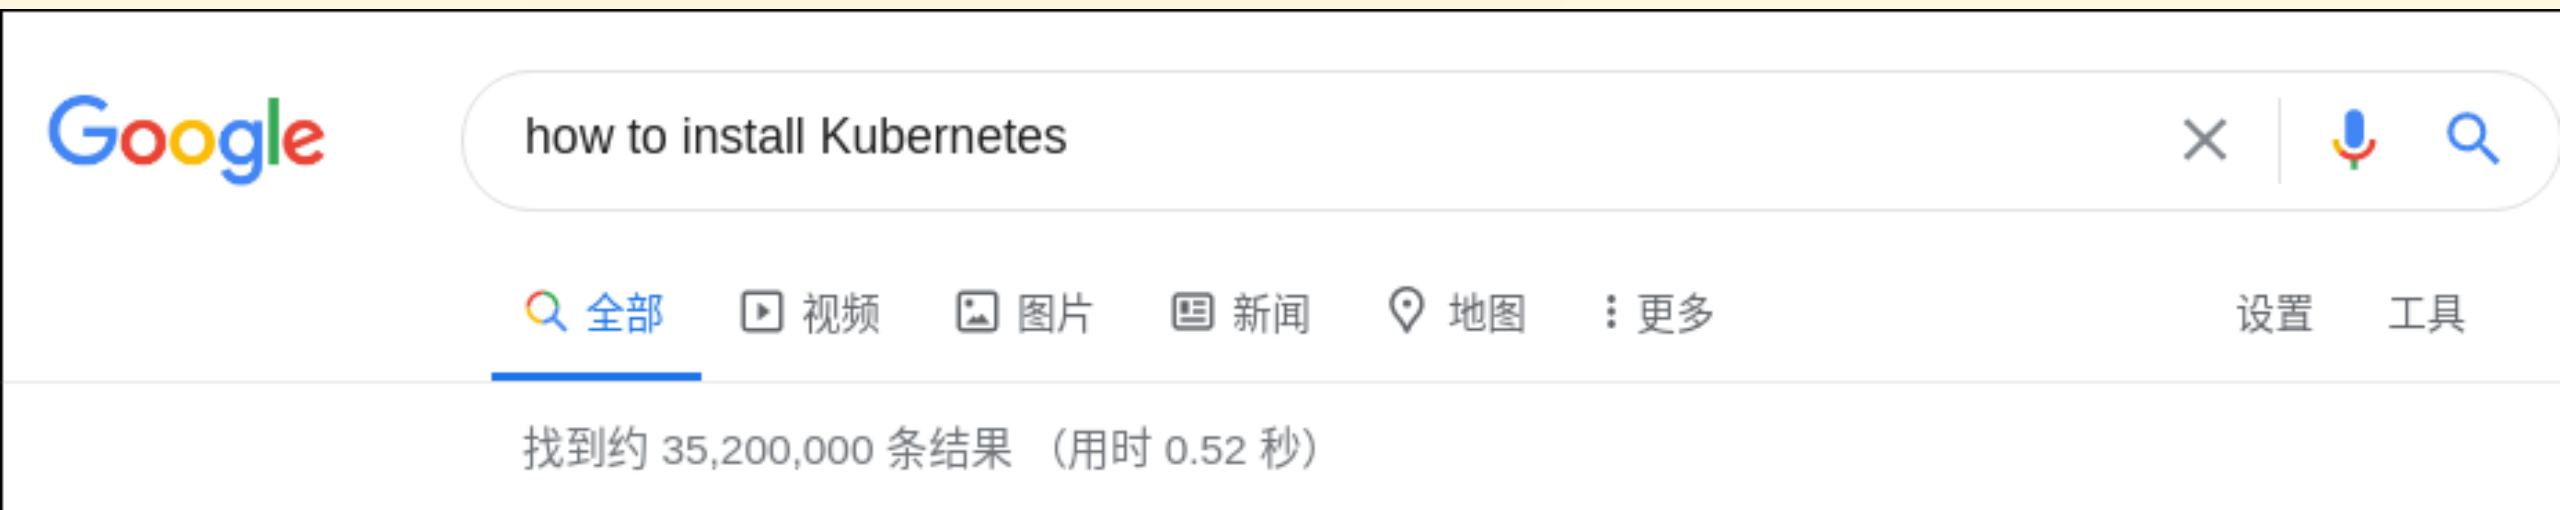 Google how to install Kubernetes
全部 视频 图片 新闻 地图 更多 设置 工具
找到约 35,200,000 条结果 （用时 0.52 秒）